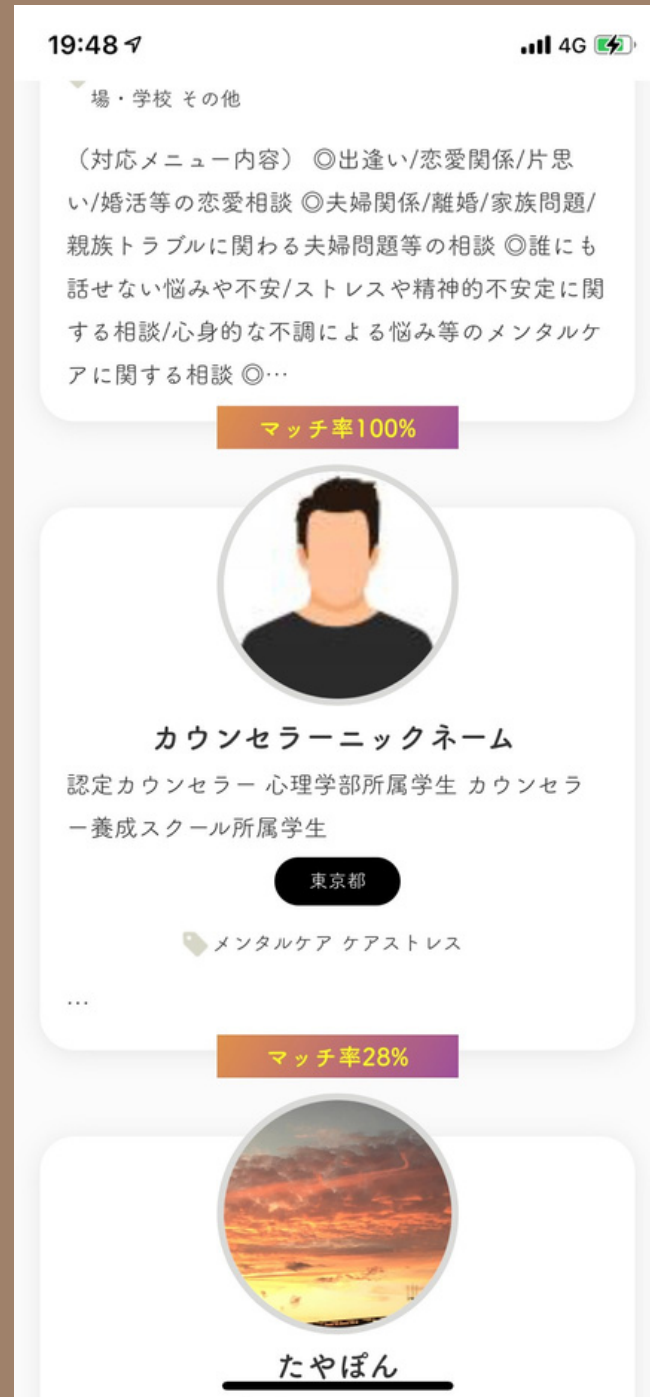 19:48
4G
場・学校 その他
（対応メニュー内容） ◎出逢い/恋愛関係/片思
い/婚活等の恋愛相談 ◎夫婦関係/離婚/家族問題/
親族トラブルに関わる夫婦問題等の相談 ◎誰にも
話せない悩みや不安/ストレスや精神的不安定に関
する相談/心身的な不調による悩み等のメンタルケ
アに関する相談 ◎…
マッチ率100%
カウンセラーニックネーム
認定カウンセラー 心理学部所属学生 カウンセラ
ー養成スクール所属学生
東京都
メンタルケア ケアストレス
…
マッチ率28%
たやぽん